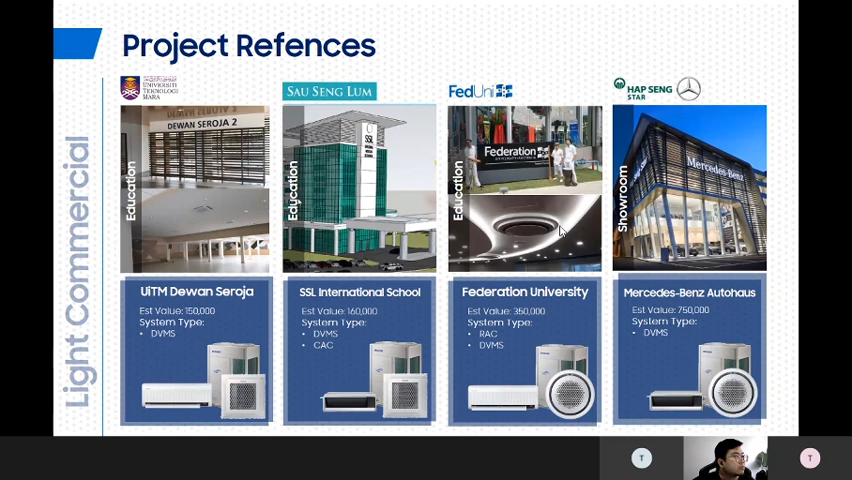 Project Refences
Light Commercial
UNIVERSITI
TEKNOLOGI
MARA
DEWAN SEROJA 2
Education
UiTM Dewan Seroja
Est Value: 150,000
System Type:
• DVMS
SAU SENG LUM
SSL
Education
SSL International School
Est Value: 160,000
System Type:
• DVMS
• CAC
FedUni
Federation
Education
Federation University
Est Value: 350,000
System Type:
• RAC
• DVMS
HAP SENG
STAR
Mercedes-Benz
Showroom
Mercedes-Benz Autohaus
Est Value: 750,000
System Type:
• DVMS
T
T